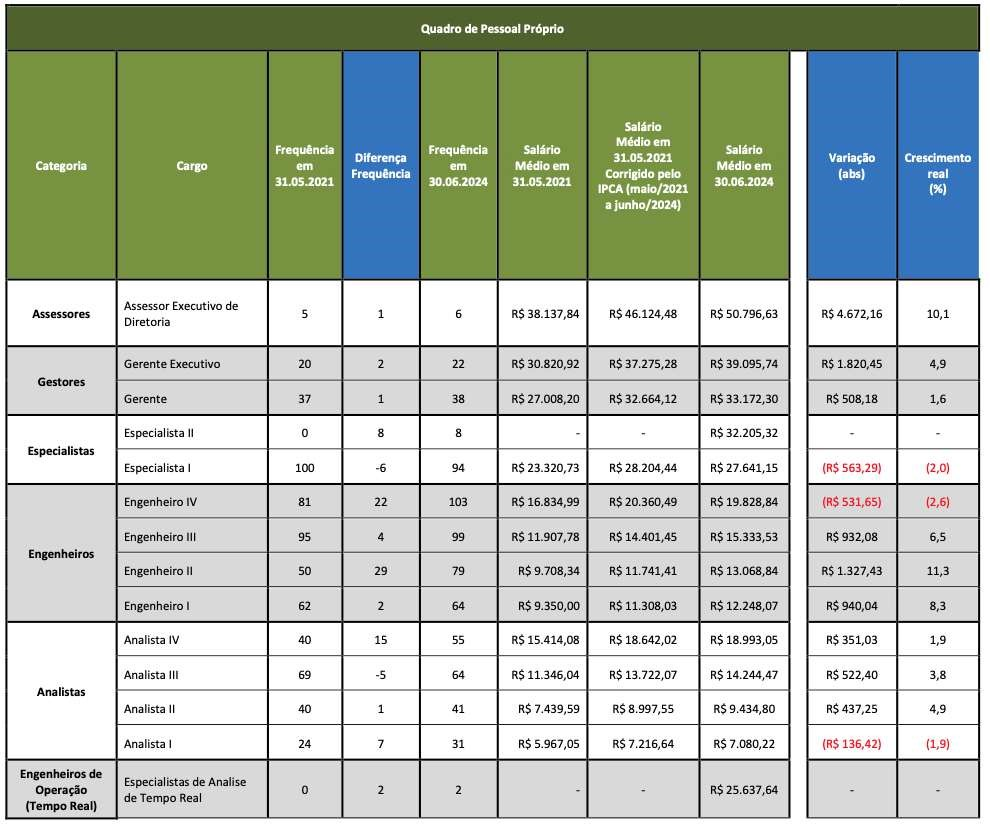 Quadro de Pessoal Próprio
Categoria
Cargo
Frequência
em
31.05.2021
Diferença
Frequência
Frequência
em
30.06.2024
Salário
Médio em
31.05.2021
Salário
Médio em
31.05.2021
Corrigido pelo
IPCA (maio/2021
a junho/2024)
Salário
Médio em
30.06.2024
Variação
(abs)
Crescimento
real
(%)
Assessores
Assessor Executivo de
Diretoria
5 1 6 R$ 38.137,84 R$ 46.124,48 R$ 50.796,63 R$ 4.672,16 10,1
Gestores
Gerente Executivo 20 2 22 R$ 30.820,92 R$ 37.275,28 R$ 39.095,74 R$ 1.820,45 4,9
Gerente 37 1 38 R$ 27.008,20 R$ 32.664,12 R$ 33.172,30 R$ 508,18 1,6
Especialistas
Especialista II 0 8 8 - - R$ 32.205,32 - -
Especialista I 100 -6 94 R$ 23.320,73 R$ 28.204,44 R$ 27.641,15 (R$ 563,29) (2,0)
Engenheiros
Engenheiro IV 81 22 103 R$ 16.834,99 R$ 20.360,49 R$ 19.828,84 (R$ 531,65) (2,6)
Engenheiro III 95 4 99 R$ 11.907,78 R$ 14.401,45 R$ 15.333,53 R$ 932,08 6,5
Engenheiro II 50 29 79 R$ 9.708,34 R$ 11.741,41 R$ 13.068,84 R$ 1.327,43 11,3
Engenheiro I 62 2 64 R$ 9.350,00 R$ 11.308,03 R$ 12.248,07 R$ 940,04 8,3
Analistas
Analista IV 40 15 55 R$ 15.414,08 R$ 18.642,02 R$ 18.993,05 R$ 351,03 1,9
Analista III 69 -5 64 R$ 11.346,04 R$ 13.722,07 R$ 14.244,47 R$ 522,40 3,8
Analista II 40 1 41 R$ 7.439,59 R$ 8.997,55 R$ 9.434,80 R$ 437,25 4,9
Analista I 24 7 31 R$ 5.967,05 R$ 7.216,64 R$ 7.080,22 (R$ 136,42) (1,9)
Engenheiros de
Operação
(Tempo Real)
Especialistas de Analise
de Tempo Real
0 2 2 - - R$ 25.637,64 - -